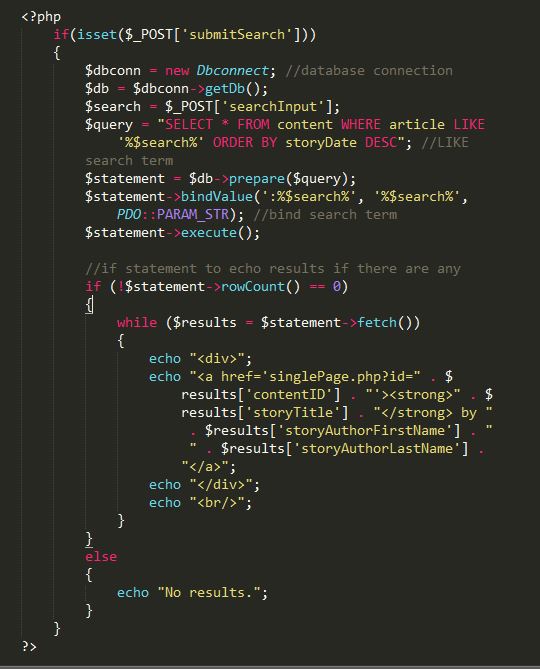 <?php
if(isset($_POST['submitSearch']))
{
$dbconn = new Dbconnect; //database connection
$db = $dbconn->getDb();
$search = $_POST['searchInput'];
$query = "SELECT * FROM content WHERE article LIKE
'%$search%' ORDER BY storyDate DESC"; //LIKE
search term
$statement = $db->prepare($query);
$statement->bindValue(':%$search%', '%$search%',
PDO::PARAM_STR); //bind search term
$statement->execute();
//if statement to echo results if there are any
if (!$statement->rowCount() == 0)
{
while ($results = $statement->fetch())
{
echo "<div>";
echo "<a href='singlePage.php?id=" . $
results['contentID'] . "'><strong>" . $
results['storyTitle'] . "</strong> by "
. $results['storyAuthorFirstName'] . "
" . $results['storyAuthorLastName'] .
"</a>";
echo "</div>";
echo "<br/>";
}
}
else
{
echo "No results.";
}
}
?>